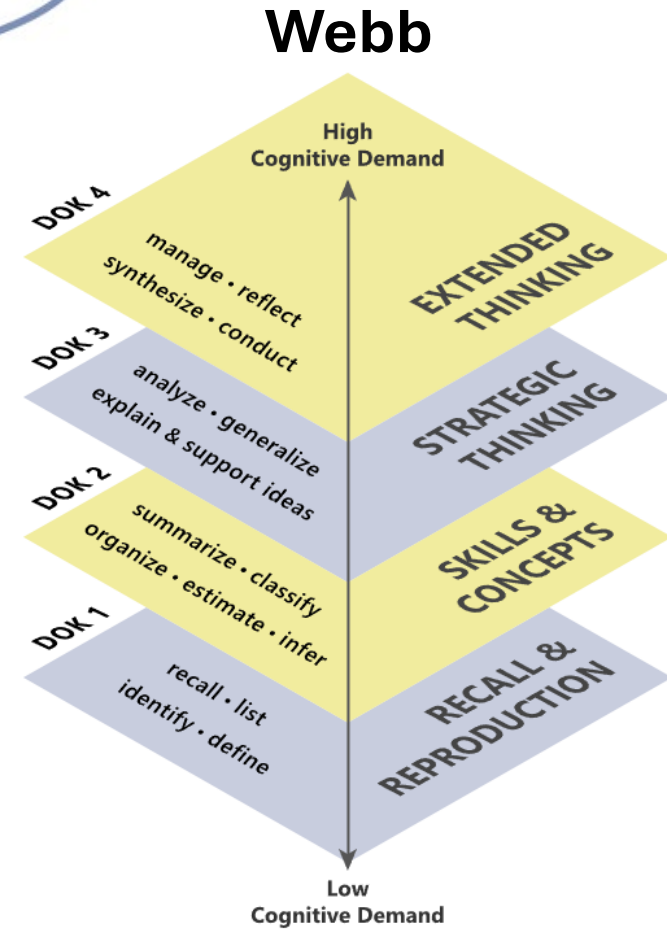 Webb
High
Cognitive Demand
DOK 4
manage • reflect
synthesize • conduct
EXTENDED
THINKING
DOK 3
analyze • generalize
explain & support ideas
STRATEGIC
THINKING
DOK 2
summarize • classify
organize • estimate • infer
SKILLS &
CONCEPTS
DOK 1
recall • list
identify • define
RECALL &
REPRODUCTION
Low
Cognitive Demand